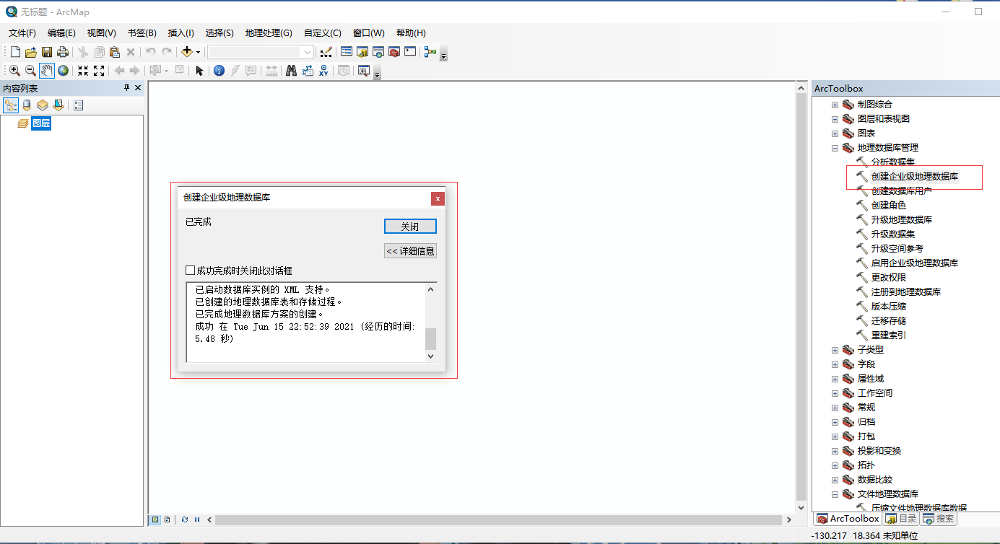 无标题 - ArcMap
文件(F) 编辑(E) 视图(V) 书签(B) 插入(I) 选择(S) 地理处理(G) 自定义(C) 窗口(W) 帮助(H)
内容列表
图层
创建企业级地理数据库
已完成
关闭
<< 详细信息
成功完成时关闭此对话框
已启动数据库实例的 XML 支持。
已创建的地理数据库表和存储过程。
已完成地理数据库方案的创建。
成功 在 Tue Jun 15 22:52:39 2021 (经历的时间:
5.48 秒)
ArcToolbox
制图综合
图层和表视图
图表
地理数据库管理
分析数据集
创建企业级地理数据库
创建数据库用户
创建角色
升级地理数据库
升级数据集
升级空间参考
启用企业级地理数据库
更改权限
注册到地理数据库
版本压缩
迁移存储
重建索引
子类型
字段
属性域
工作空间
常规
归档
打包
投影和变换
拓扑
数据比较
文件地理数据库
压缩文件地理数据库数据
ArcToolbox 目录 搜索
-130.217 18.364 未知单位